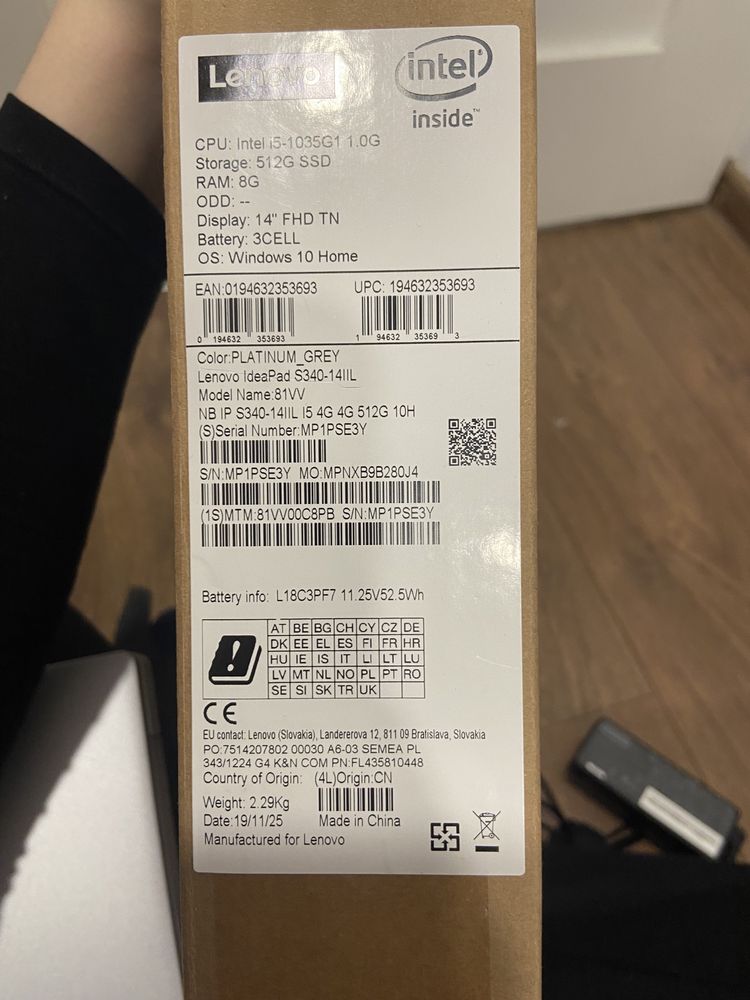 Lenovo
intel
inside™
CPU: Intel i5-1035G1 1.0G
Storage: 512G SSD
RAM: 8G
ODD: --
Display: 14" FHD TN
Battery: 3CELL
OS: Windows 10 Home
EAN:0194632353693 UPC: 194632353693
0 194632 353693 1 94632 35369 3
Color:PLATINUM_GREY
Lenovo IdeaPad S340-14IIL
Model Name:81VV
NB IP S340-14IIL I5 4G 4G 512G 10H
(S)Serial Number:MP1PSE3Y
S/N:MP1PSE3Y MO:MPNXB9B280J4
(1S)MTM:81VV00C8PB S/N:MP1PSE3Y
Battery info: L18C3PF7 11.25V52.5Wh
AT BE BG CH CY CZ DE
DK EE EL ES FI FR HR
HU IE IS IT LI LT LU
LV MT NL NO PL PT RO
SE SI SK TR UK
CE
EU contact: Lenovo (Slovakia), Landererova 12, 811 09 Bratislava, Slovakia
PO:7514207802 00030 A6-03 SEMEA PL
343/1224 G4 K&N COM PN:FL435810448
Country of Origin: (4L)Origin:CN
Weight: 2.29Kg
Date:19/11/25 Made in China
Manufactured for Lenovo